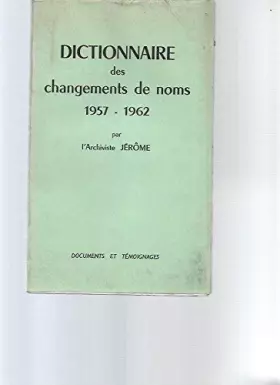 DICTIONNAIRE
des
changements de noms
1957 - 1962
par
l'Archiviste JÉRÔME
DOCUMENTS ET TÉMOIGNAGES